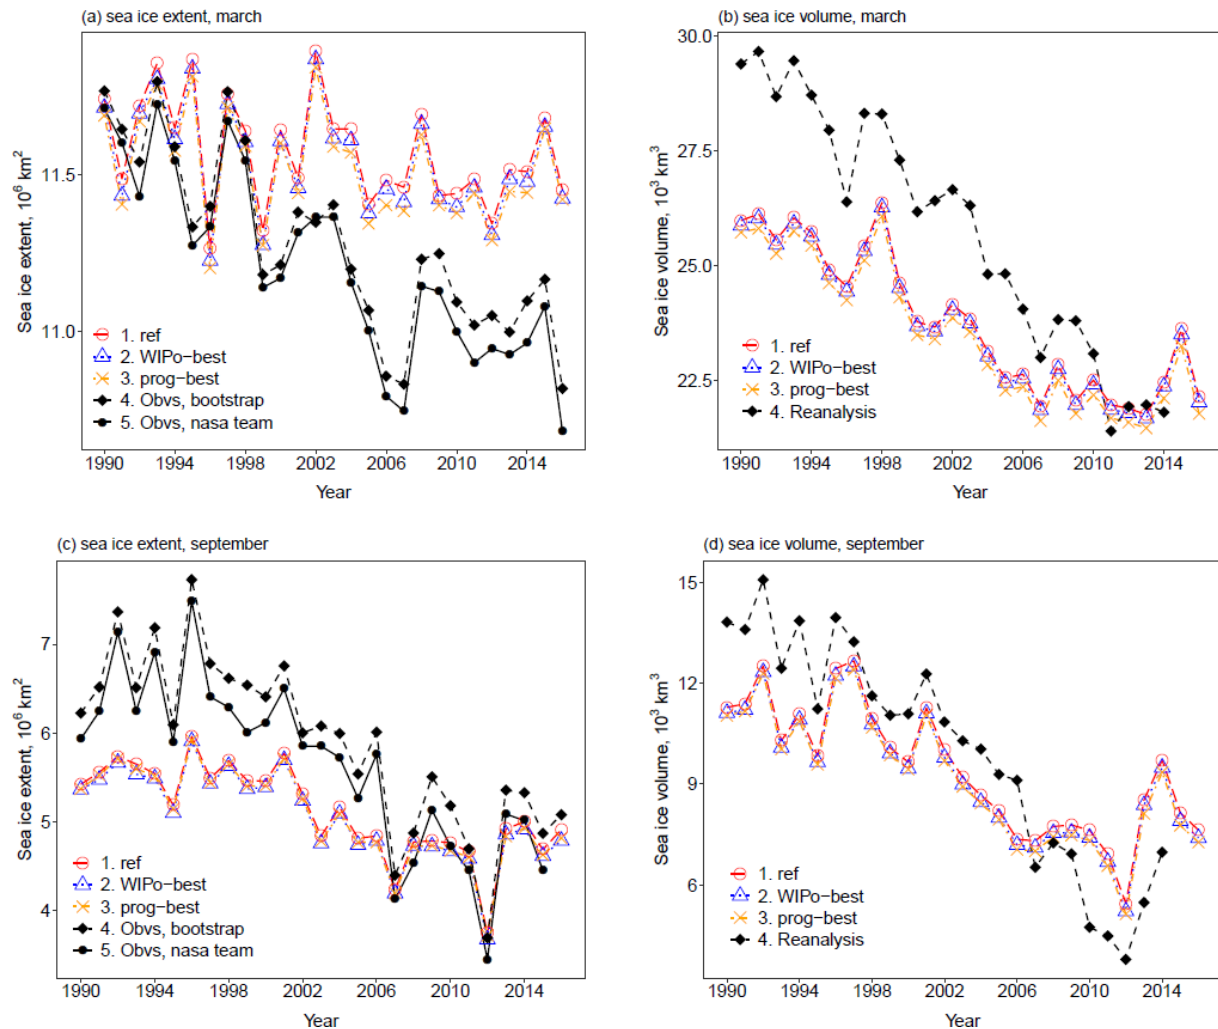 (a) sea ice extent, march
Sea ice extent, 10⁶ km²
11.5
11.0
1. ref
2. WIPo−best
3. prog−best
4. Obvs, bootstrap
5. Obvs, nasa team
1990 1994 1998 2002 2006 2010 2014
Year
(b) sea ice volume, march
Sea ice volume, 10³ km³
30.0
27.5
25.0
22.5
1. ref
2. WIPo−best
3. prog−best
4. Reanalysis
1990 1994 1998 2002 2006 2010 2014
Year
(c) sea ice extent, september
Sea ice extent, 10⁶ km²
7
6
5
4
1. ref
2. WIPo−best
3. prog−best
4. Obvs, bootstrap
5. Obvs, nasa team
1990 1994 1998 2002 2006 2010 2014
Year
(d) sea ice volume, september
Sea ice volume, 10³ km³
15
12
9
6
1. ref
2. WIPo−best
3. prog−best
4. Reanalysis
1990 1994 1998 2002 2006 2010 2014
Year